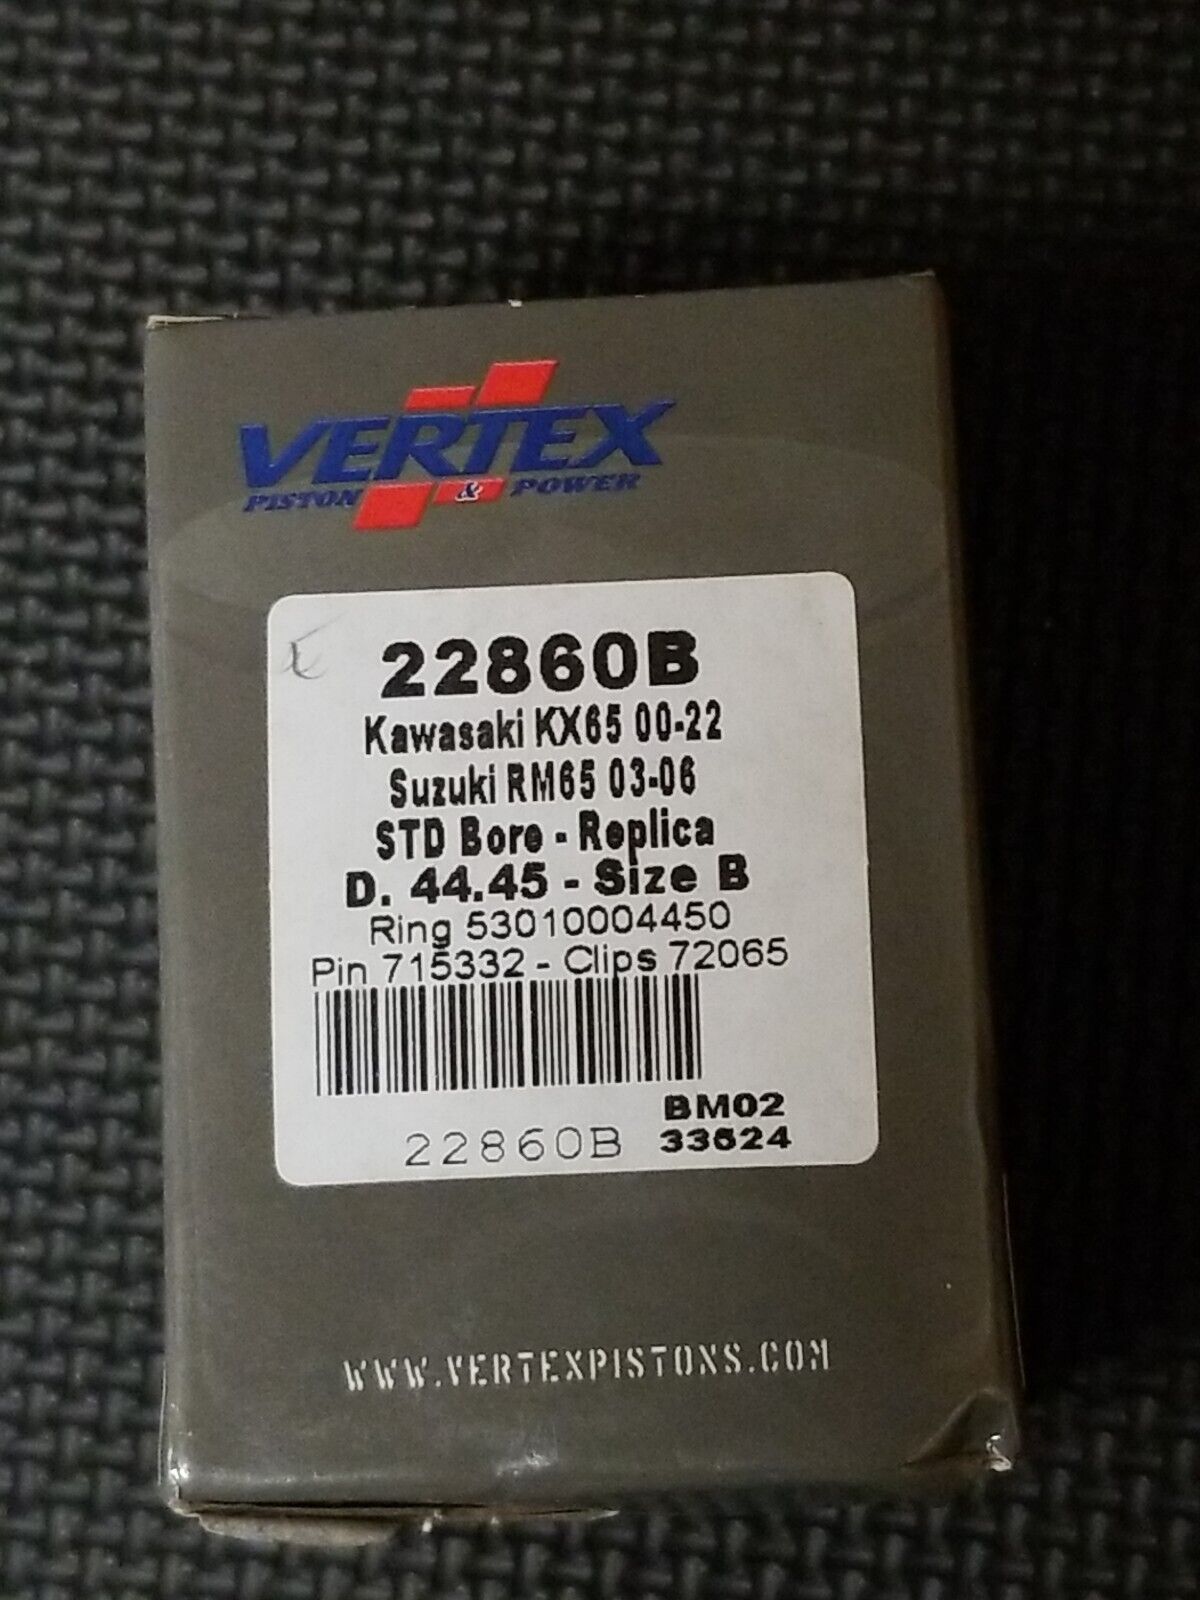 VERTEX
PISTON & POWER
22860B
Kawasaki KX65 00-22
Suzuki RM65 03-06
STD Bore - Replica
D. 44.45 - Size B
Ring 53010004450
Pin 715332 - Clips 72065
BM02
22860B 33624
WWW.VERTEXPISTONS.COM